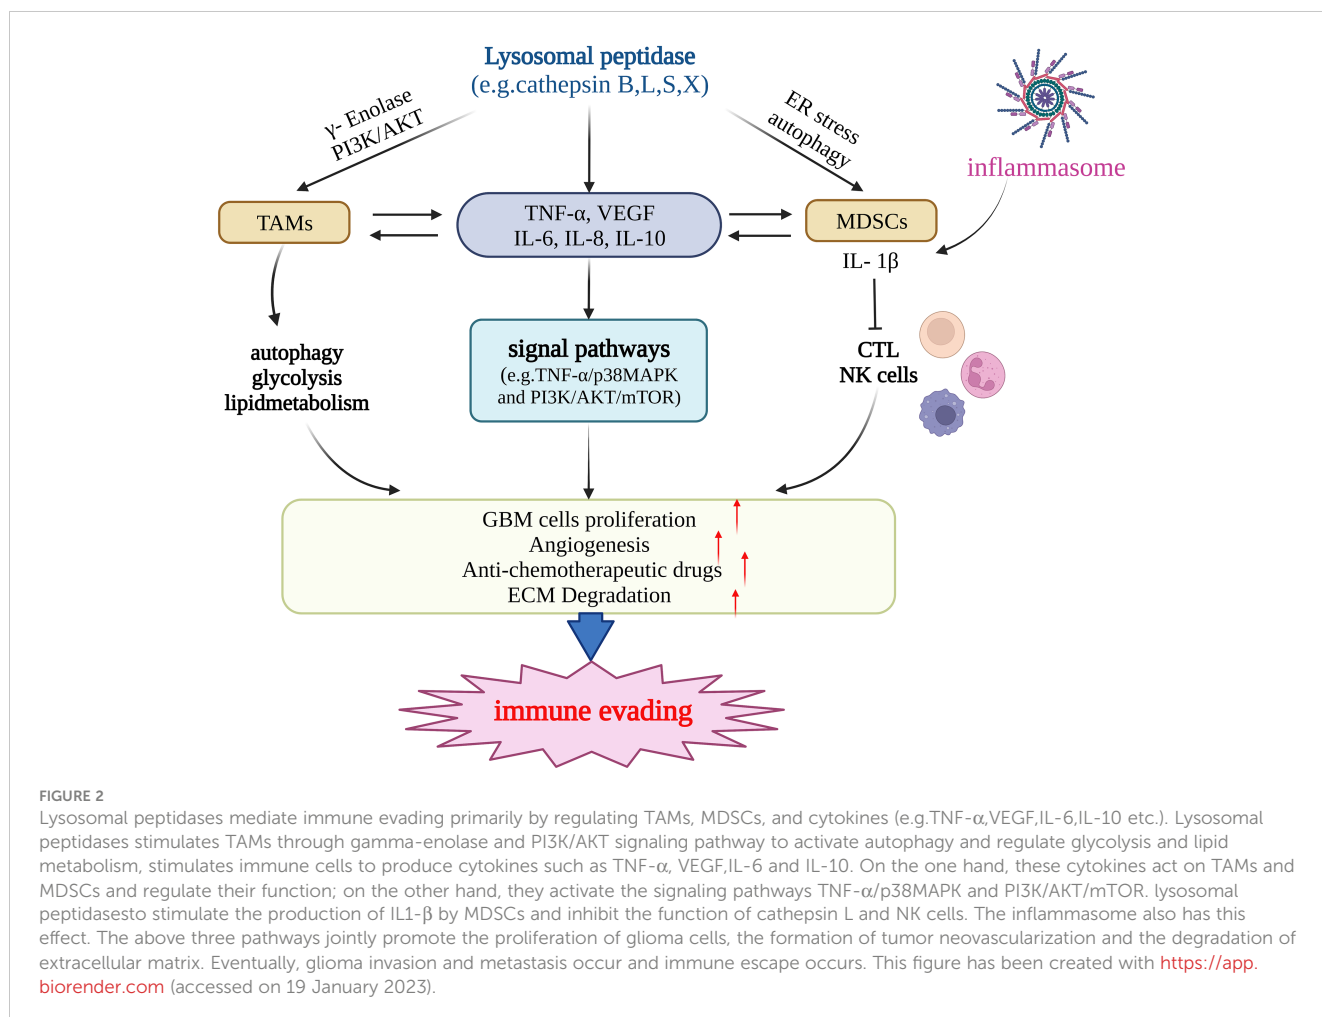 Lysosomal peptidase
(e.g.cathepsin B,L,S,X)
γ- Enolase
PI3K/AKT
ER stress
autophagy
inflammasome
TAMs
TNF-α, VEGF
IL-6, IL-8, IL-10
MDSCs
IL- 1β
autophagy
glycolysis
lipidmetabolism
signal pathways
(e.g.TNF-α/p38MAPK
and PI3K/AKT/mTOR)
CTL
NK cells
GBM cells proliferation
Angiogenesis
Anti-chemotherapeutic drugs
ECM Degradation
immune evading
FIGURE 2
Lysosomal peptidases mediate immune evading primarily by regulating TAMs, MDSCs, and cytokines (e.g.TNF-α,VEGF,IL-6,IL-10 etc.). Lysosomal
peptidases stimulates TAMs through gamma-enolase and PI3K/AKT signaling pathway to activate autophagy and regulate glycolysis and lipid
metabolism, stimulates immune cells to produce cytokines such as TNF-α, VEGF,IL-6 and IL-10. On the one hand, these cytokines act on TAMs and
MDSCs and regulate their function; on the other hand, they activate the signaling pathways TNF-α/p38MAPK and PI3K/AKT/mTOR. lysosomal
peptidasesto stimulate the production of IL1-β by MDSCs and inhibit the function of cathepsin L and NK cells. The inflammasome also has this
effect. The above three pathways jointly promote the proliferation of glioma cells, the formation of tumor neovascularization and the degradation of
extracellular matrix. Eventually, glioma invasion and metastasis occur and immune escape occurs. This figure has been created with https://app.
biorender.com (accessed on 19 January 2023).